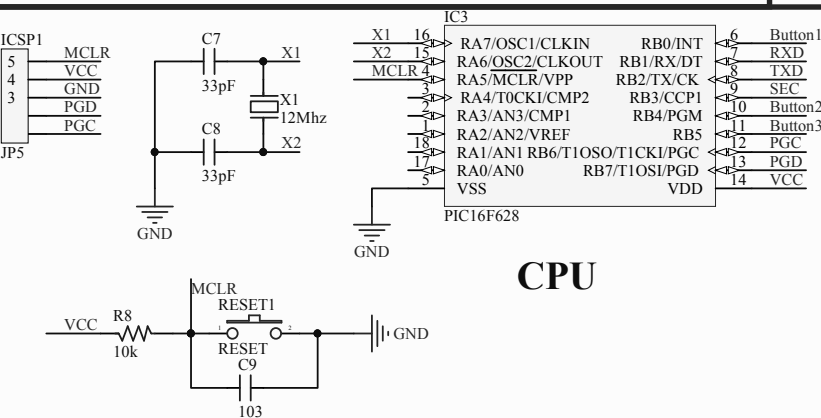 ICSP1
5 MCLR
4 VCC
3 GND
PGD
PGC
JP5
C7
33pF
X1
X1
12Mhz
C8
33pF
X2
GND
IC3
X1 16 RA7/OSC1/CLKIN RB0/INT 6 Button1
X2 15 RA6/OSC2/CLKOUT RB1/RX/DT 7 RXD
MCLR 4 RA5/MCLR/VPP RB2/TX/CK 8 TXD
3 RA4/T0CKI/CMP2 RB3/CCP1 9 SEC
2 RA3/AN3/CMP1 RB4/PGM 10 Button2
1 RA2/AN2/VREF RB5 11 Button3
18 RA1/AN1 RB6/T1OSO/T1CKI/PGC 12 PGC
17 RA0/AN0 RB7/T1OSI/PGD 13 PGD
5 VSS VDD 14 VCC
PIC16F628
GND
CPU
MCLR
RESET1
VCC
R8
10k
1 2
RESET
GND
C9
103